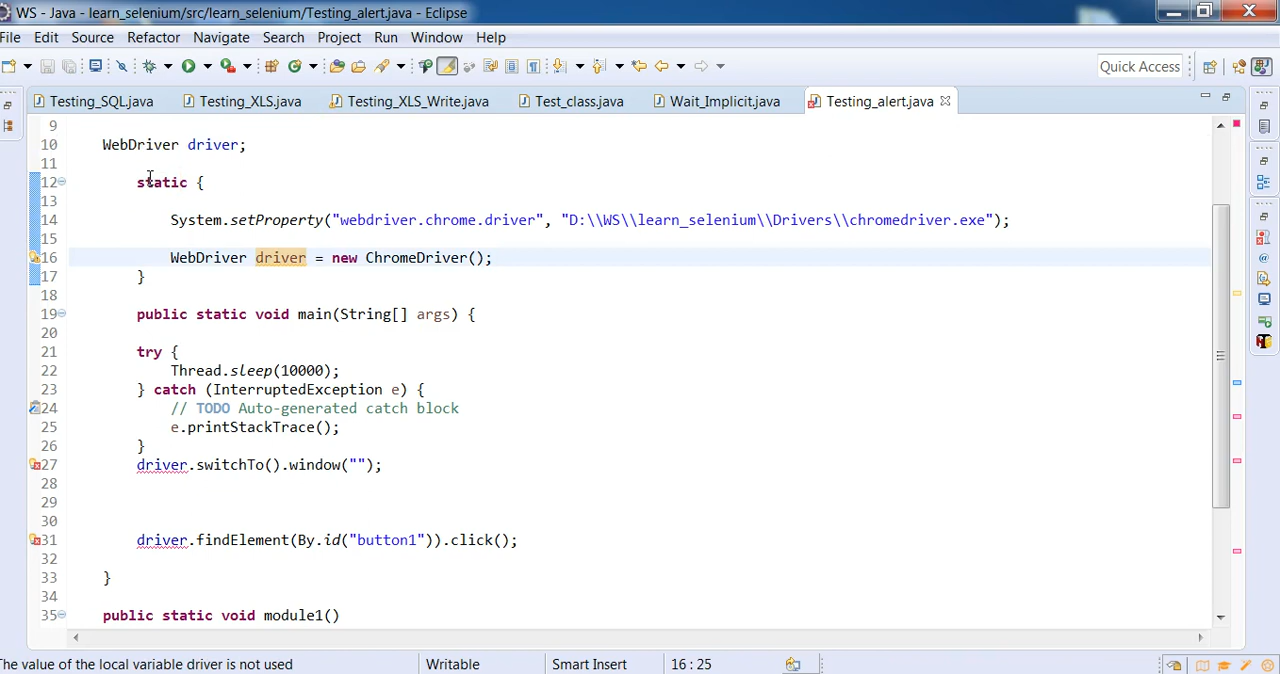 WS - Java - learn_selenium/src/learn_selenium/Testing_alert.java - Eclipse
File Edit Source Refactor Navigate Search Project Run Window Help
Quick Access
Testing_SQL.java Testing_XLS.java Testing_XLS_Write.java Test_class.java Wait_Implicit.java Testing_alert.java
9
10 WebDriver driver;
11
12 static {
13
14 System.setProperty("webdriver.chrome.driver", "D:\\WS\\learn_selenium\\Drivers\\chromedriver.exe");
15
16 WebDriver driver = new ChromeDriver();
17 }
18
19 public static void main(String[] args) {
20
21 try {
22 Thread.sleep(10000);
23 } catch (InterruptedException e) {
24 // TODO Auto-generated catch block
25 e.printStackTrace();
26 }
27 driver.switchTo().window("");
28
29
30
31 driver.findElement(By.id("button1")).click();
32
33 }
34
35 public static void module1()
The value of the local variable driver is not used Writable Smart Insert 16 : 25